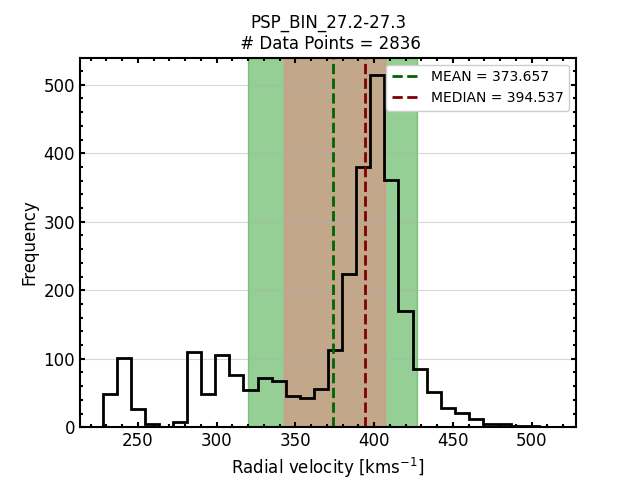 PSP_BIN_27.2-27.3
# Data Points = 2836
MEAN = 373.657
MEDIAN = 394.537
Frequency
500
400
300
200
100
0
250 300 350 400 450 500
Radial velocity [kms⁻¹]